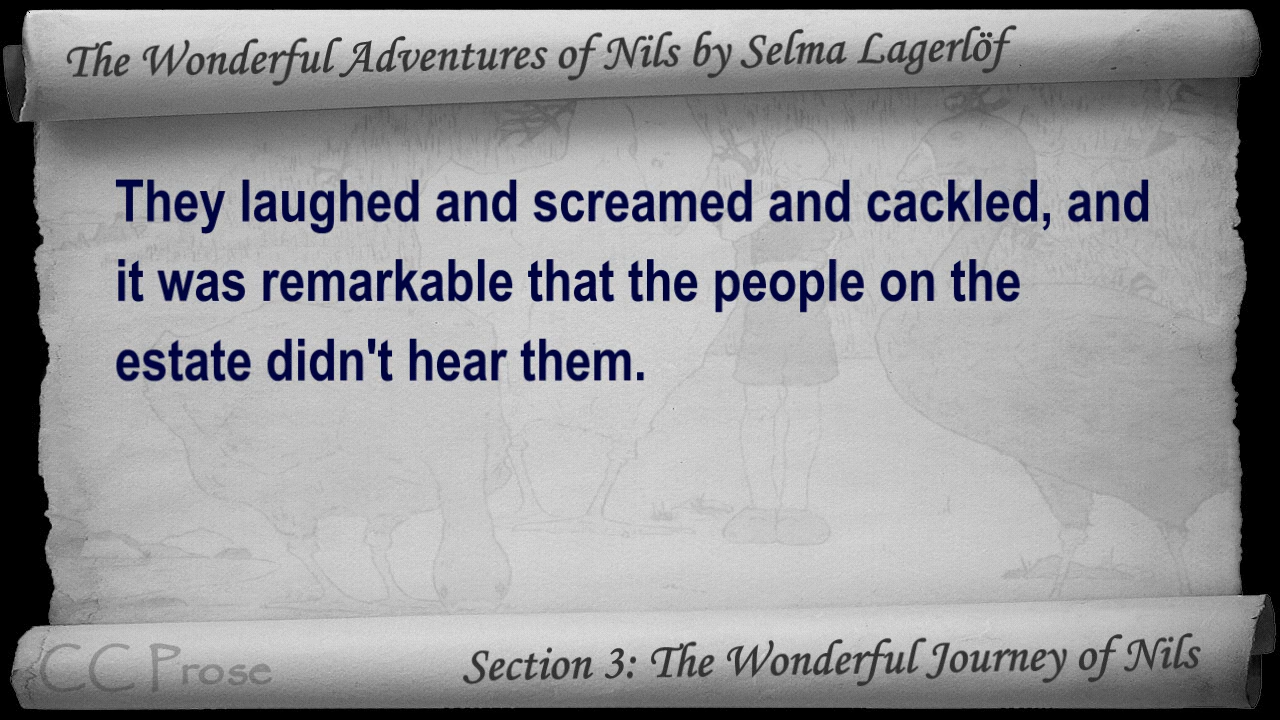 The Wonderful Adventures of Nils by Selma Lagerlöf
They laughed and screamed and cackled, and
it was remarkable that the people on the
estate didn't hear them.
CC Prose
Section 3: The Wonderful Journey of Nils